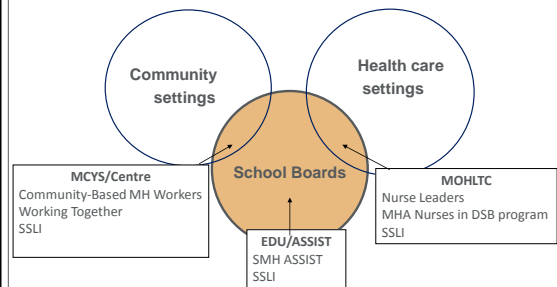 Community
settings
Health care
settings
School Boards
MCYS/Centre
Community-Based MH Workers
Working Together
SSLI
MOHLTC
Nurse Leaders
MHA Nurses in DSB program
SSLI
EDU/ASSIST
SMH ASSIST
SSLI